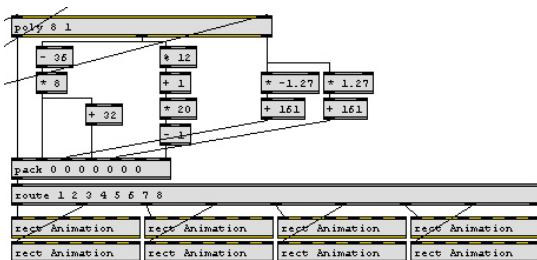 poly 8 1
- 36 % 12
* 8 + 1 * -1.27 * 1.27
+ 32 * 20 + 161 + 161
- 1
pack 0 0 0 0 0 0 0
route 1 2 3 4 5 6 7 8
rect Animation rect Animation rect Animation rect Animation
rect Animation rect Animation rect Animation rect Animation